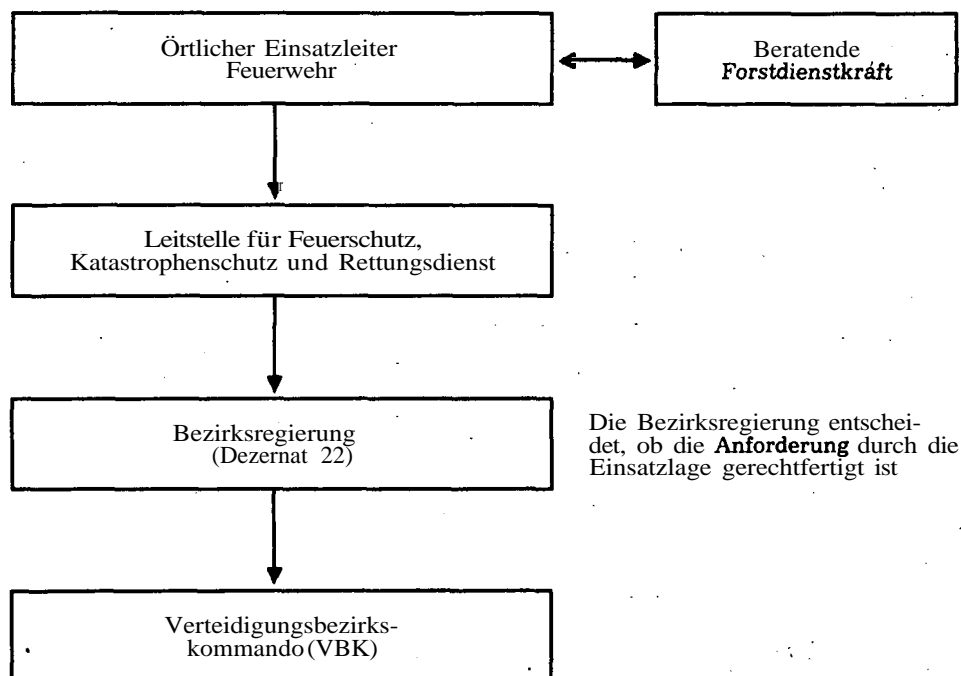 Örtlicher Einsatzleiter
Feuerwehr
Beratende
Forstdienstkraft
Leitstelle für Feuerschutz,
Katastrophenschutz und Rettungsdienst
Bezirksregierung
(Dezernat 22)
Die Bezirksregierung entschei-
det, ob die Anforderung durch die
Einsatzlage gerechtfertigt ist
Verteidigungsbezirks-
kommando (VBK)